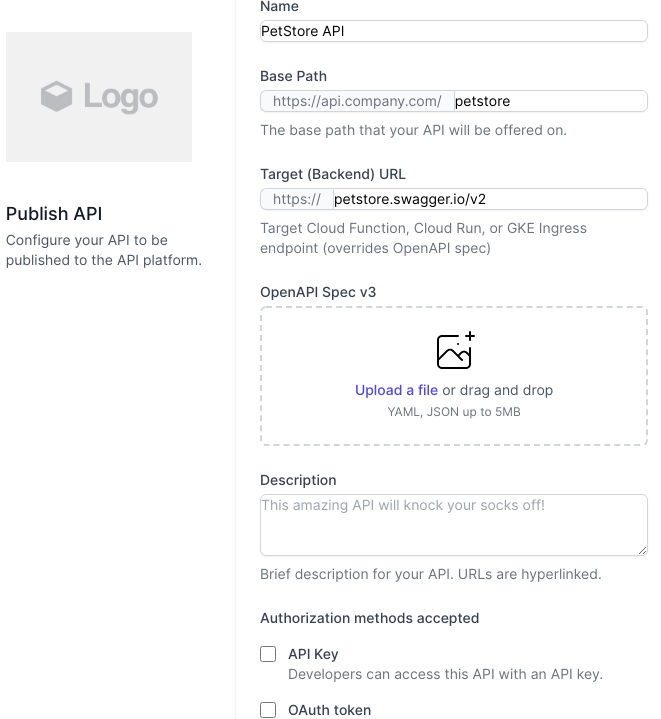 Logo
Publish API
Configure your API to be
published to the API platform.
Name
PetStore API
Base Path
https://api.company.com/ petstore
The base path that your API will be offered on.
Target (Backend) URL
https:// petstore.swagger.io/v2
Target Cloud Function, Cloud Run, or GKE Ingress
endpoint (overrides OpenAPI spec)
OpenAPI Spec v3
Upload a file or drag and drop
YAML, JSON up to 5MB
Description
This amazing API will knock your socks off!
Brief description for your API. URLs are hyperlinked.
Authorization methods accepted
API Key
Developers can access this API with an API key.
OAuth token